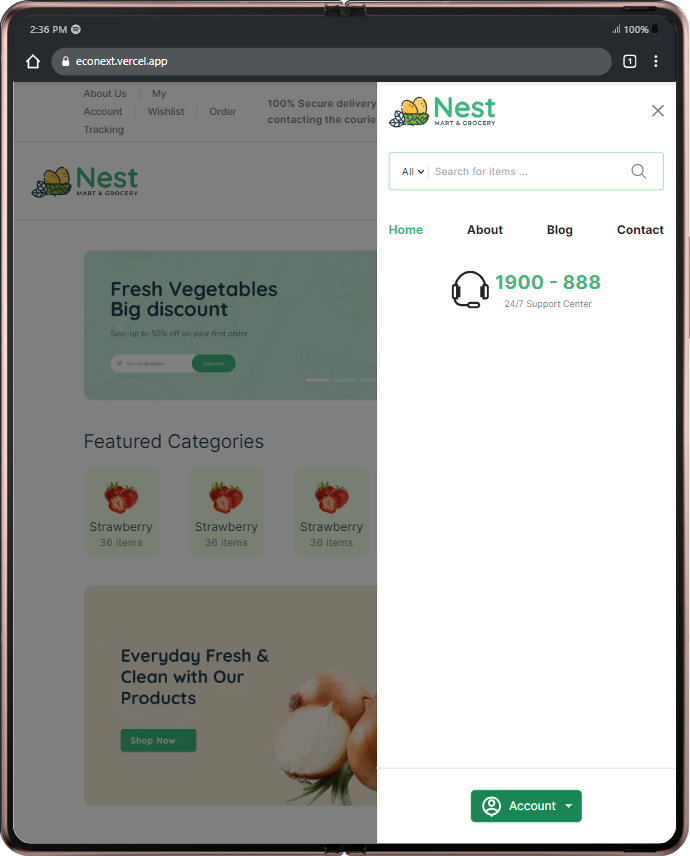 2:36 PM
100%
econext.vercel.app
1
About Us
My
Account
Wishlist
Order
Tracking
100% Secure delivery
contacting the courie
Nest
MART & GROCERY
Fresh Vegetables
Big discount
Save up to 50% off on your first order
Your email address
Subscribe
Featured Categories
Strawberry
36 items
Strawberry
36 items
Strawberry
36 items
Everyday Fresh &
Clean with Our
Products
Shop Now
Nest
MART & GROCERY
All
Search for items ...
Home
About
Blog
Contact
1900 - 888
24/7 Support Center
Account